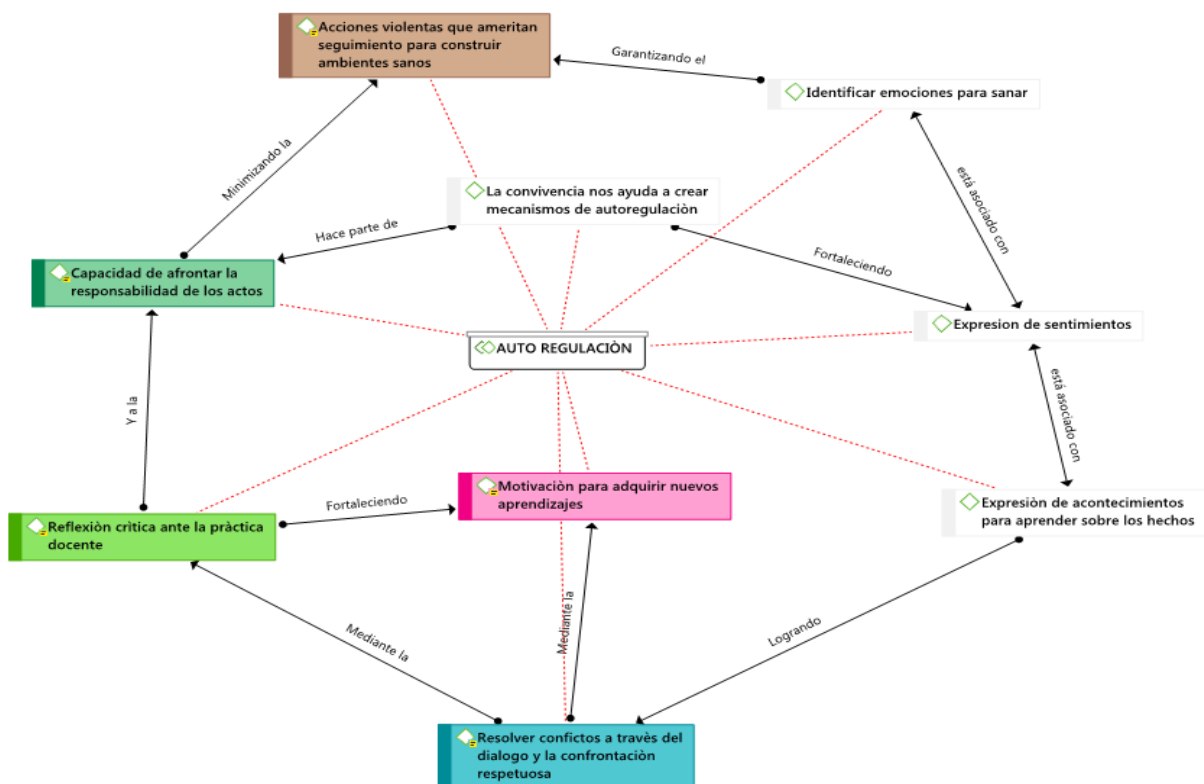 Acciones violentas que ameritan
seguimiento para construir
ambientes sanos
Garantizando el
Identificar emociones para sanar
Minimizando la
está asociado con
La convivencia nos ayuda a crear
mecanismos de autoregulaciòn
Hace parte de
Fortaleciendo
Capacidad de afrontar la
responsabilidad de los actos
Expresion de sentimientos
AUTO REGULACIÒN
Y a la
está asociado con
Motivaciòn para adquirir nuevos
aprendizajes
Fortaleciendo
Expresiòn de acontecimientos
para aprender sobre los hechos
Reflexiòn crìtica ante la pràctica
docente
Mediante la
Mediante la
Logrando
Resolver confictos a travès del
dialogo y la confrontaciòn
respetuosa